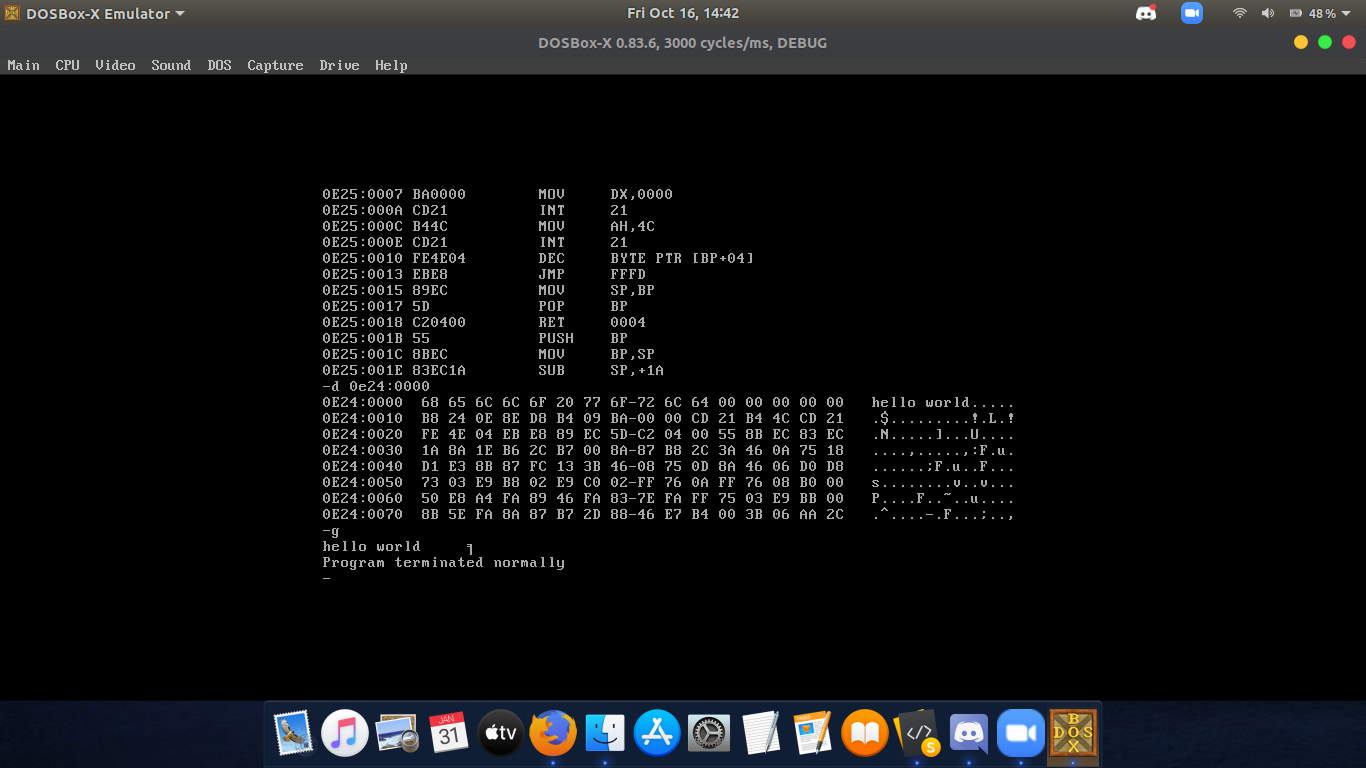 DOSBox-X Emulator
Fri Oct 16, 14:42
48%
DOSBox-X 0.83.6, 3000 cycles/ms, DEBUG
Main CPU Video Sound DOS Capture Drive Help
0E25:0007 BA0000 MOV DX,0000
0E25:000A CD21 INT 21
0E25:000C B44C MOV AH,4C
0E25:000E CD21 INT 21
0E25:0010 FE4E04 DEC BYTE PTR [BP+04]
0E25:0013 EBE8 JMP FFFD
0E25:0015 89EC MOV SP,BP
0E25:0017 5D POP BP
0E25:0018 C20400 RET 0004
0E25:001B 55 PUSH BP
0E25:001C 8BEC MOV BP,SP
0E25:001E 83EC1A SUB SP,+1A
-d 0e24:0000
0E24:0000 68 65 6C 6C 6F 20 77 6F-72 6C 64 00 00 00 00 00 hello world.....
0E24:0010 B8 24 0E 8E D8 B4 09 BA-00 00 CD 21 B4 4C CD 21 .$.........!.L.!
0E24:0020 FE 4E 04 EB E8 89 EC 5D-C2 04 00 55 8B EC 83 EC .N.....]...U....
0E24:0030 1A 8A 1E B6 2C B7 00 8A-87 B8 2C 3A 46 0A 75 18 ....,.....,:F.u.
0E24:0040 D1 E3 8B 87 FC 13 3B 46-08 75 0D 8A 46 06 D0 D8 ......;F.u..F...
0E24:0050 73 03 E9 B8 02 E9 C0 02-FF 76 0A FF 76 08 B0 00 s........v..v...
0E24:0060 50 E8 A4 FA 89 46 FA 83-7E FA FF 75 03 E9 BB 00 P....F..~..u....
0E24:0070 8B 5E FA 8A 87 B7 2D 88-46 E7 B4 00 3B 06 AA 2C .^....-.F...;..,
-g
hello world
Program terminated normally
-
JAN
31
tv
S
BOX
DOS